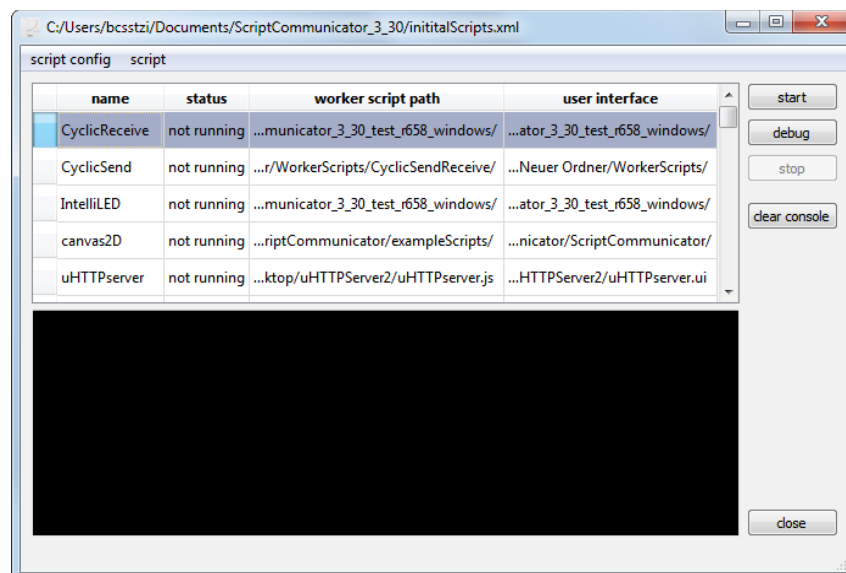 C:/Users/bcsstzi/Documents/ScriptCommunicator_3_30/inititalScripts.xml
script config script
name status worker script path user interface start
CyclicReceive not running ...municator_3_30_test_r658_windows/ ...ator_3_30_test_r658_windows/ debug
CyclicSend not running ...r/WorkerScripts/CyclicSendReceive/ ...Neuer Ordner/WorkerScripts/ stop
IntelliLED not running ...municator_3_30_test_r658_windows/ ...ator_3_30_test_r658_windows/ clear console
canvas2D not running ...riptCommunicator/exampleScripts/ ...nicator/ScriptCommunicator/
uHTTPserver not running ...ktop/uHTTPServer2/uHTTPserver.js ...HTTPServer2/uHTTPserver.ui
close